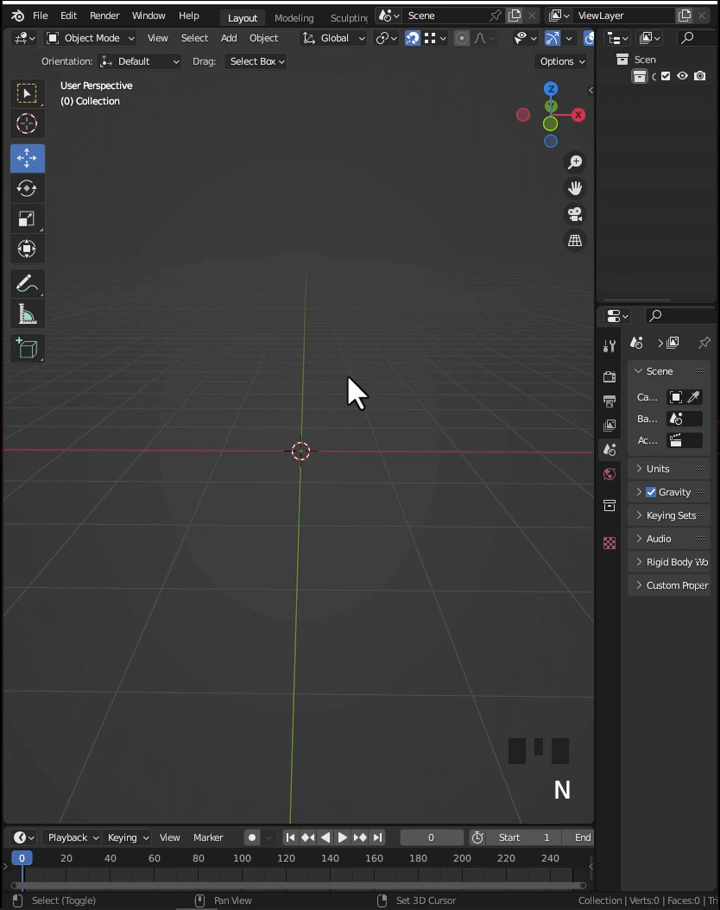 File Edit Render Window Help Layout Modeling Sculptin Scene ViewLayer
Object Mode View Select Add Object Global
Orientation: Default Drag: Select Box Options
User Perspective
(0) Collection
Z
Y
X
Scen
Scene
Ca...
Ba...
Ac...
Units
Gravity
Keying Sets
Audio
Rigid Body Wo
Custom Proper
N
Playback Keying View Marker 0 Start 1 End
0 20 40 60 80 100 120 140 160 180 200 220 240
Select (Toggle) Pan View Set 3D Cursor Collection | Verts:0 | Faces:0 | Tri